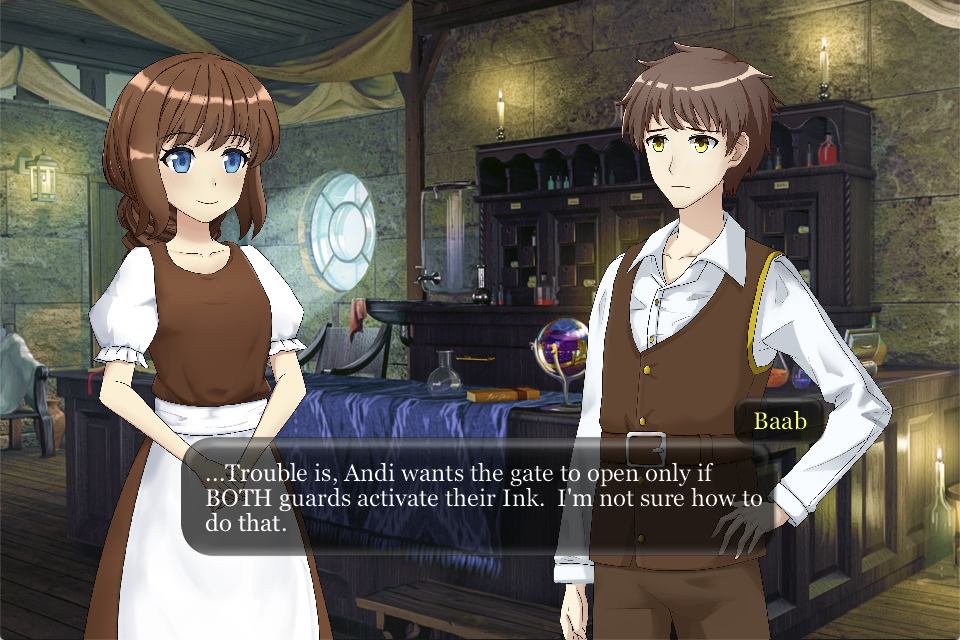 Baab
...Trouble is, Andi wants the gate to open only if
BOTH guards activate their Ink.  I'm not sure how to
do that.